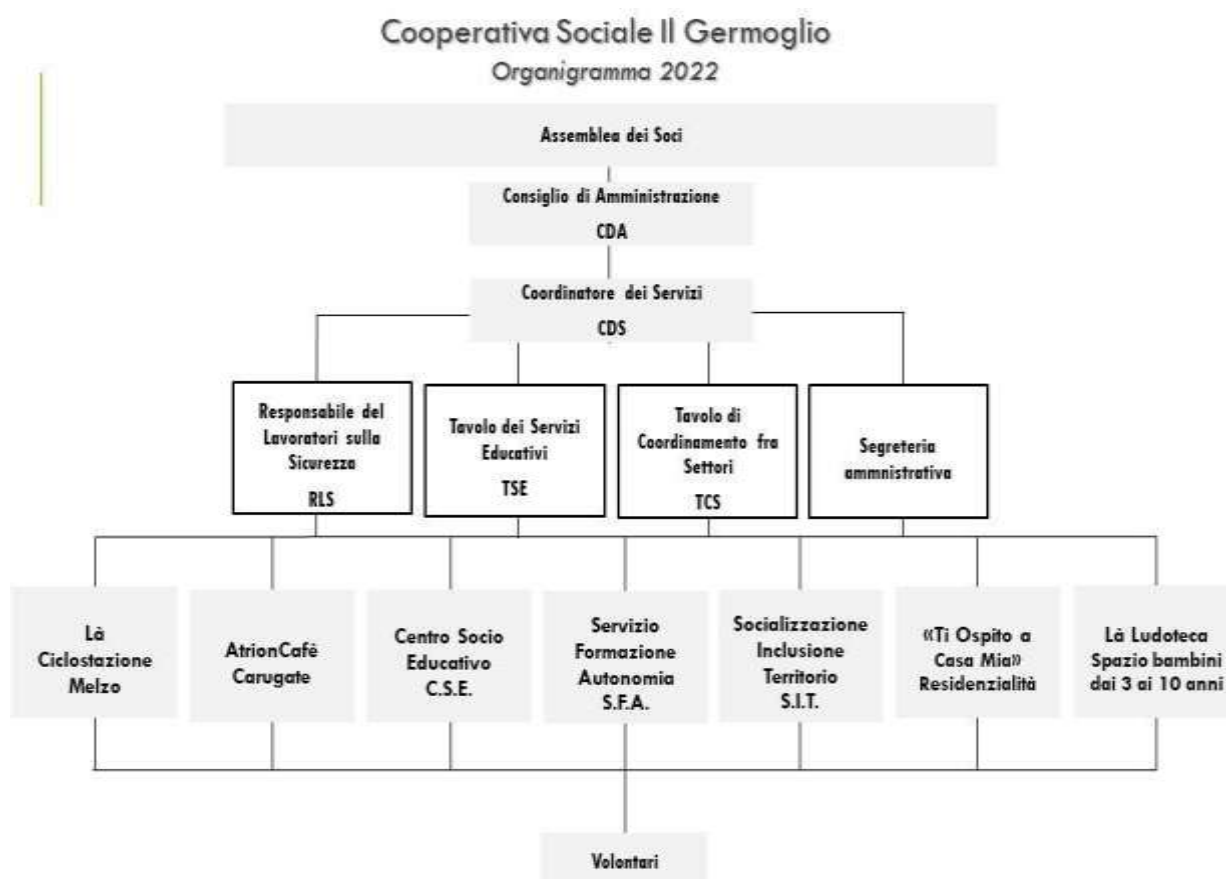 Cooperativa Sociale Il Germoglio
Organigramma 2022
Assemblea dei Soci
Consiglio di Amministrazione
CDA
Coordinatore dei Servizi
CDS
Responsabile del
Lavoratori sulla
Sicurezza
RLS
Tavolo dei Servizi
Educativi
TSE
Tavolo di
Coordinamento fra
Settori
TCS
Segreteria
ammnistrativa
Là
Ciclostazione
Melzo
AtrionCafè
Carugate
Centro Socio
Educativo
C.S.E.
Servizio
Formazione
Autonomia
S.F.A.
Socializzazione
Inclusione
Territorio
S.I.T.
«Ti Ospito a
Casa Mia»
Residenzialità
Là Ludoteca
Spazio bambini
dai 3 ai 10 anni
Volontari